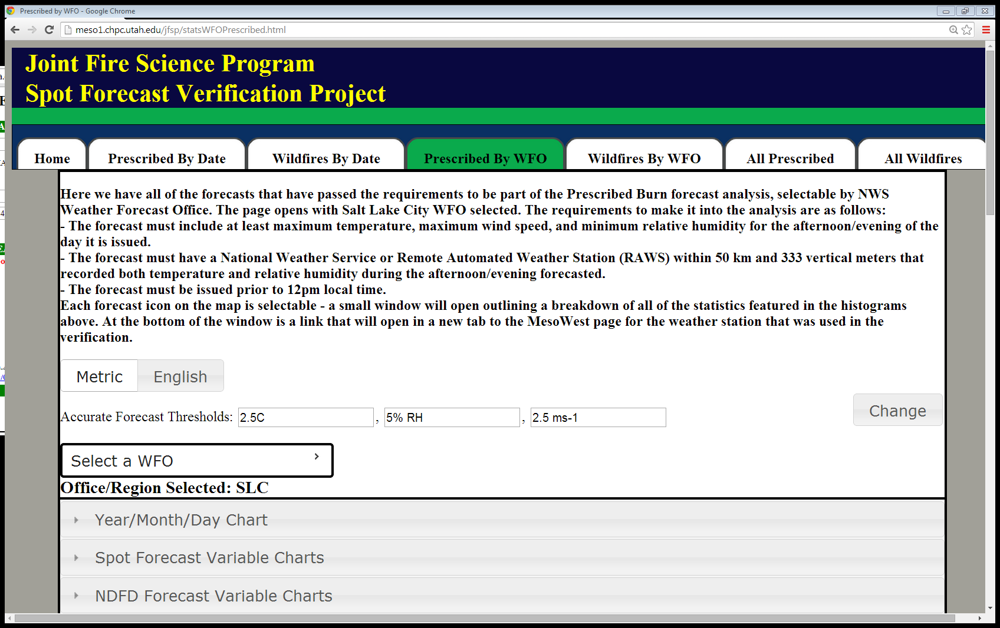 Prescribed by WFO - Google Chrome
meso1.chpc.utah.edu/jfsp/statsWFOPrescribed.html
Joint Fire Science Program
Spot Forecast Verification Project
Home
Prescribed By Date
Wildfires By Date
Prescribed By WFO
Wildfires By WFO
All Prescribed
All Wildfires
Here we have all of the forecasts that have passed the requirements to be part of the Prescribed Burn forecast analysis, selectable by NWS
Weather Forecast Office. The page opens with Salt Lake City WFO selected. The requirements to make it into the analysis are as follows:
- The forecast must include at least maximum temperature, maximum wind speed, and minimum relative humidity for the afternoon/evening of the
day it is issued.
- The forecast must have a National Weather Service or Remote Automated Weather Station (RAWS) within 50 km and 333 vertical meters that
recorded both temperature and relative humidity during the afternoon/evening forecasted.
- The forecast must be issued prior to 12pm local time.
Each forecast icon on the map is selectable - a small window will open outlining a breakdown of all of the statistics featured in the histograms
above. At the bottom of the window is a link that will open in a new tab to the MesoWest page for the weather station that was used in the
verification.
Metric
English
Accurate Forecast Thresholds: 2.5C , 5% RH , 2.5 ms-1
Change
Select a WFO
Office/Region Selected: SLC
Year/Month/Day Chart
Spot Forecast Variable Charts
NDFD Forecast Variable Charts